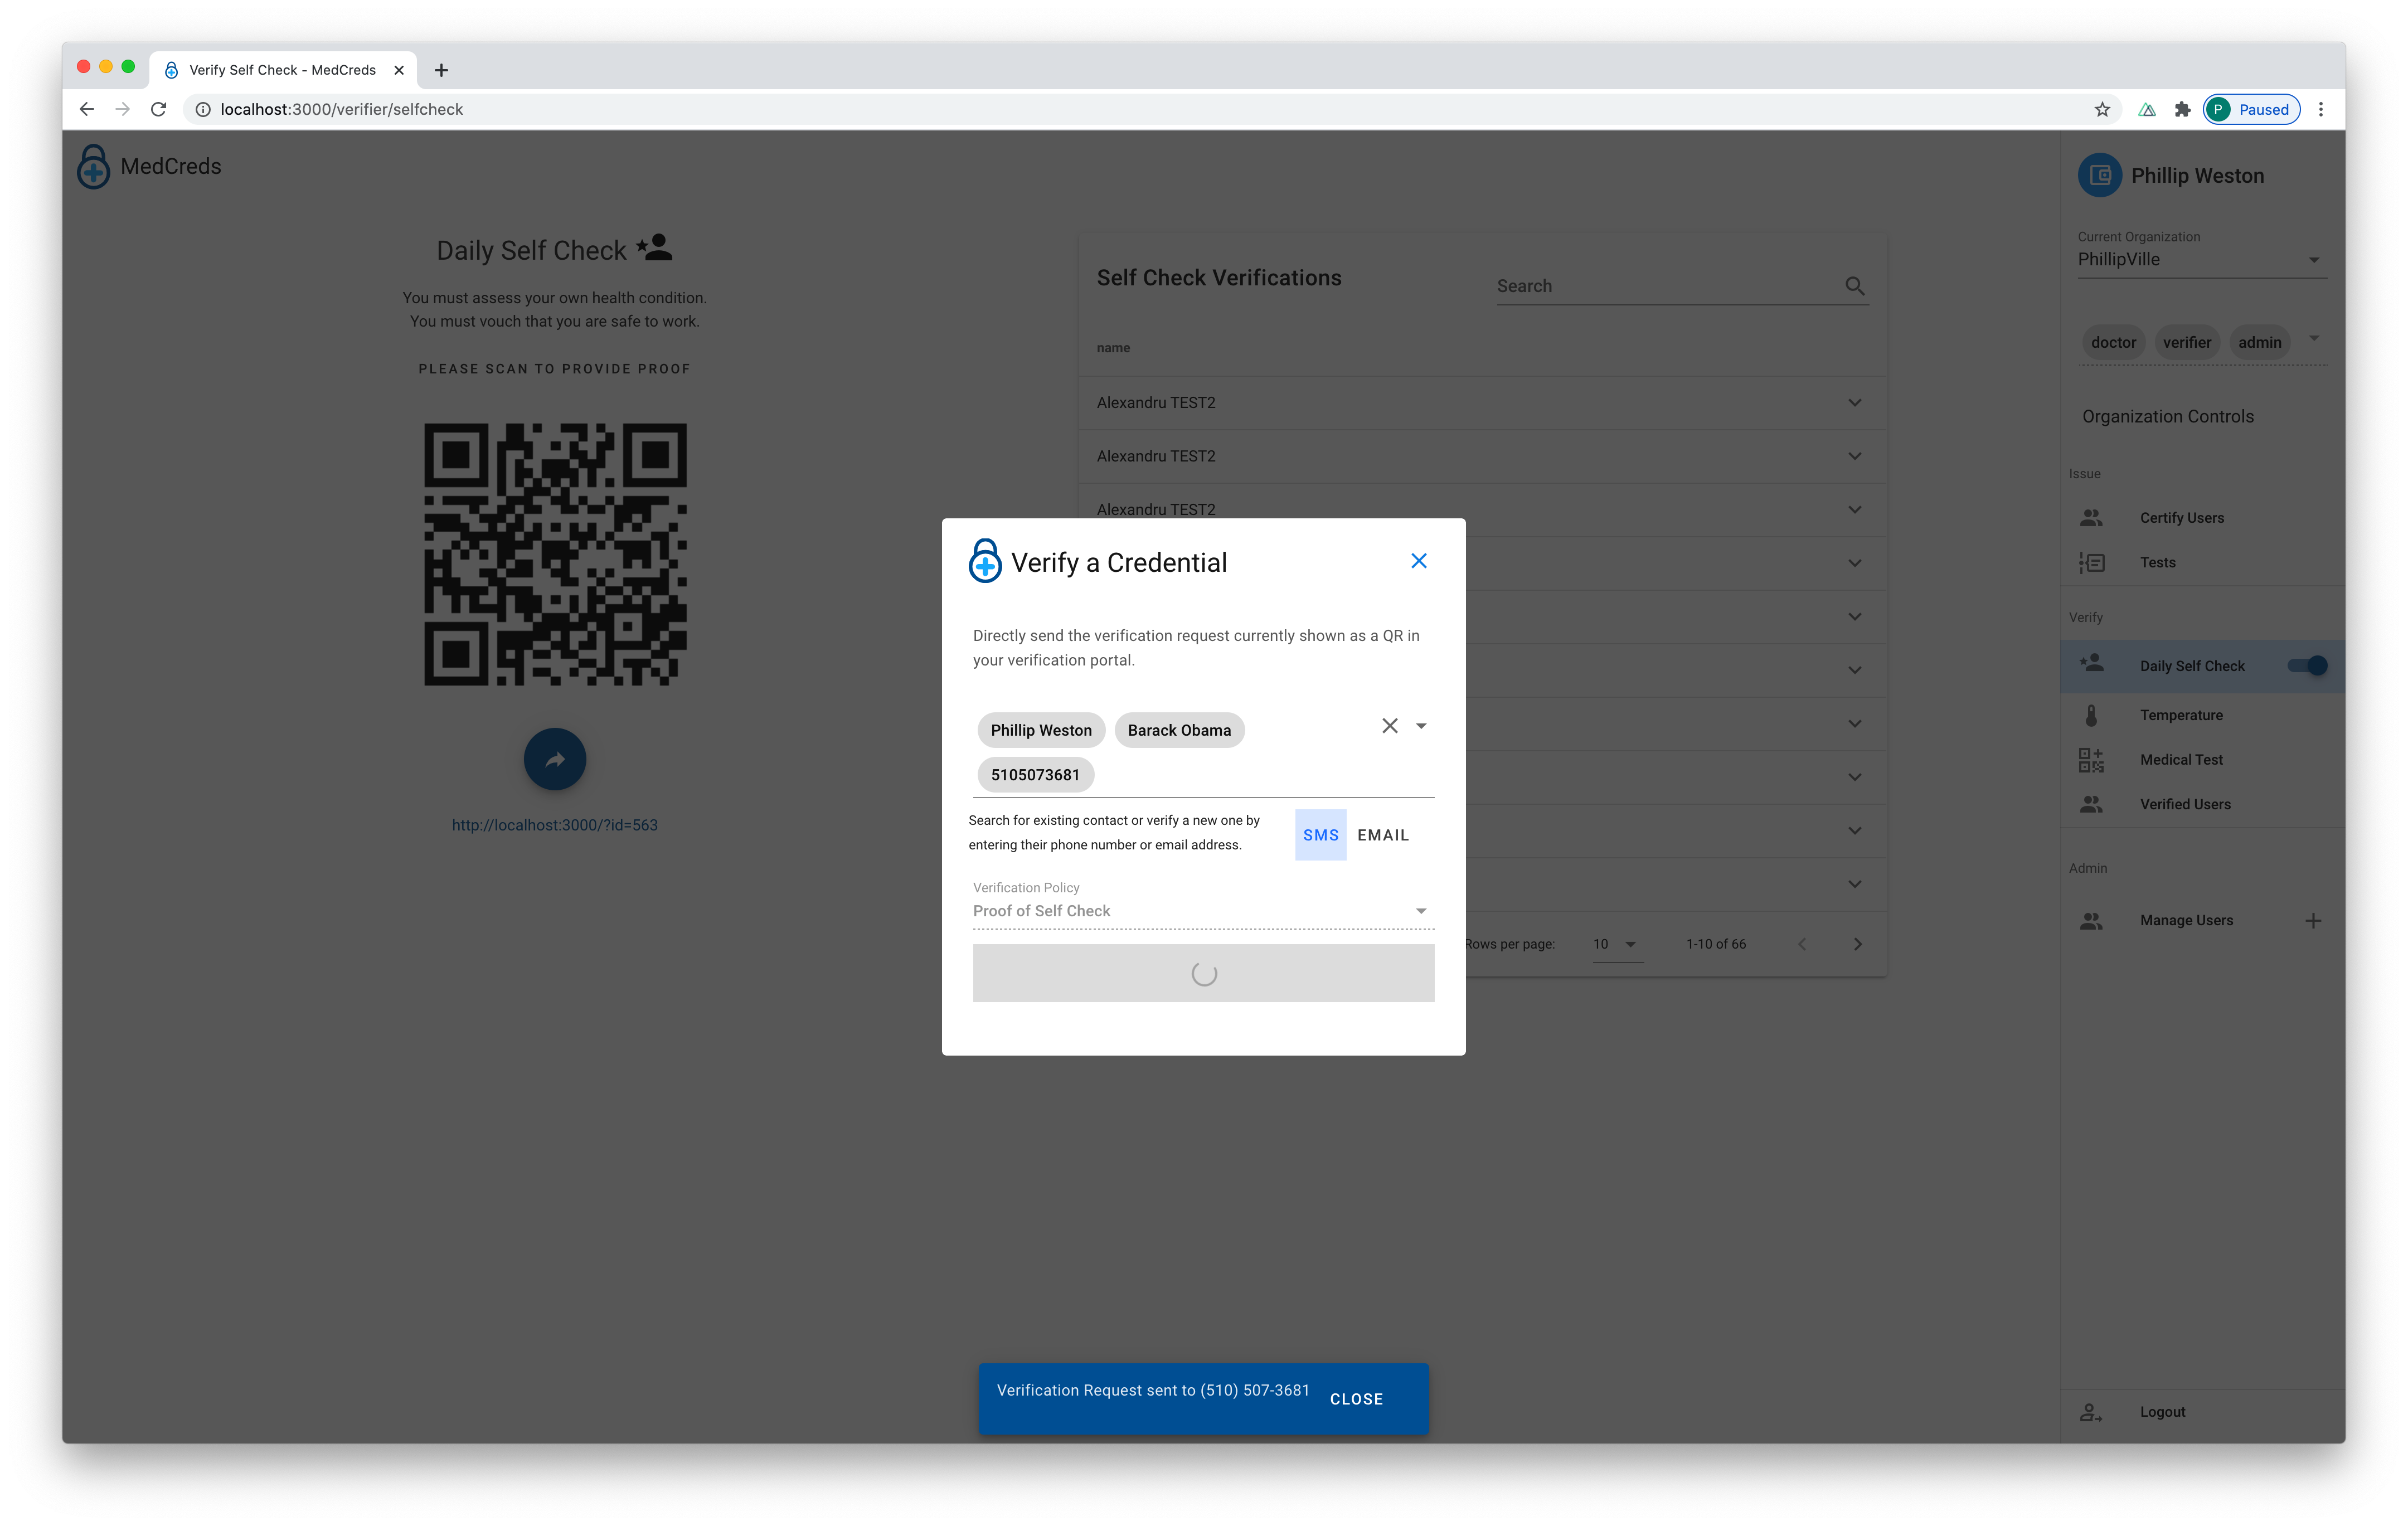 Verify Self Check - MedCreds
localhost:3000/verifier/selfcheck
P Paused
MedCreds
Daily Self Check
You must assess your own health condition.
You must vouch that you are safe to work.
PLEASE SCAN TO PROVIDE PROOF
http://localhost:3000/?id=563
Self Check Verifications
Search
name
Alexandru TEST2
Alexandru TEST2
Alexandru TEST2
Rows per page: 10 1-10 of 66
Verify a Credential
Directly send the verification request currently shown as a QR in
your verification portal.
Phillip Weston Barack Obama
5105073681
Search for existing contact or verify a new one by
entering their phone number or email address.
SMS EMAIL
Verification Policy
Proof of Self Check
Verification Request sent to (510) 507-3681 CLOSE
Phillip Weston
Current Organization
PhillipVille
doctor verifier admin
Organization Controls
Issue
Certify Users
Tests
Verify
Daily Self Check
Temperature
Medical Test
Verified Users
Admin
Manage Users
Logout